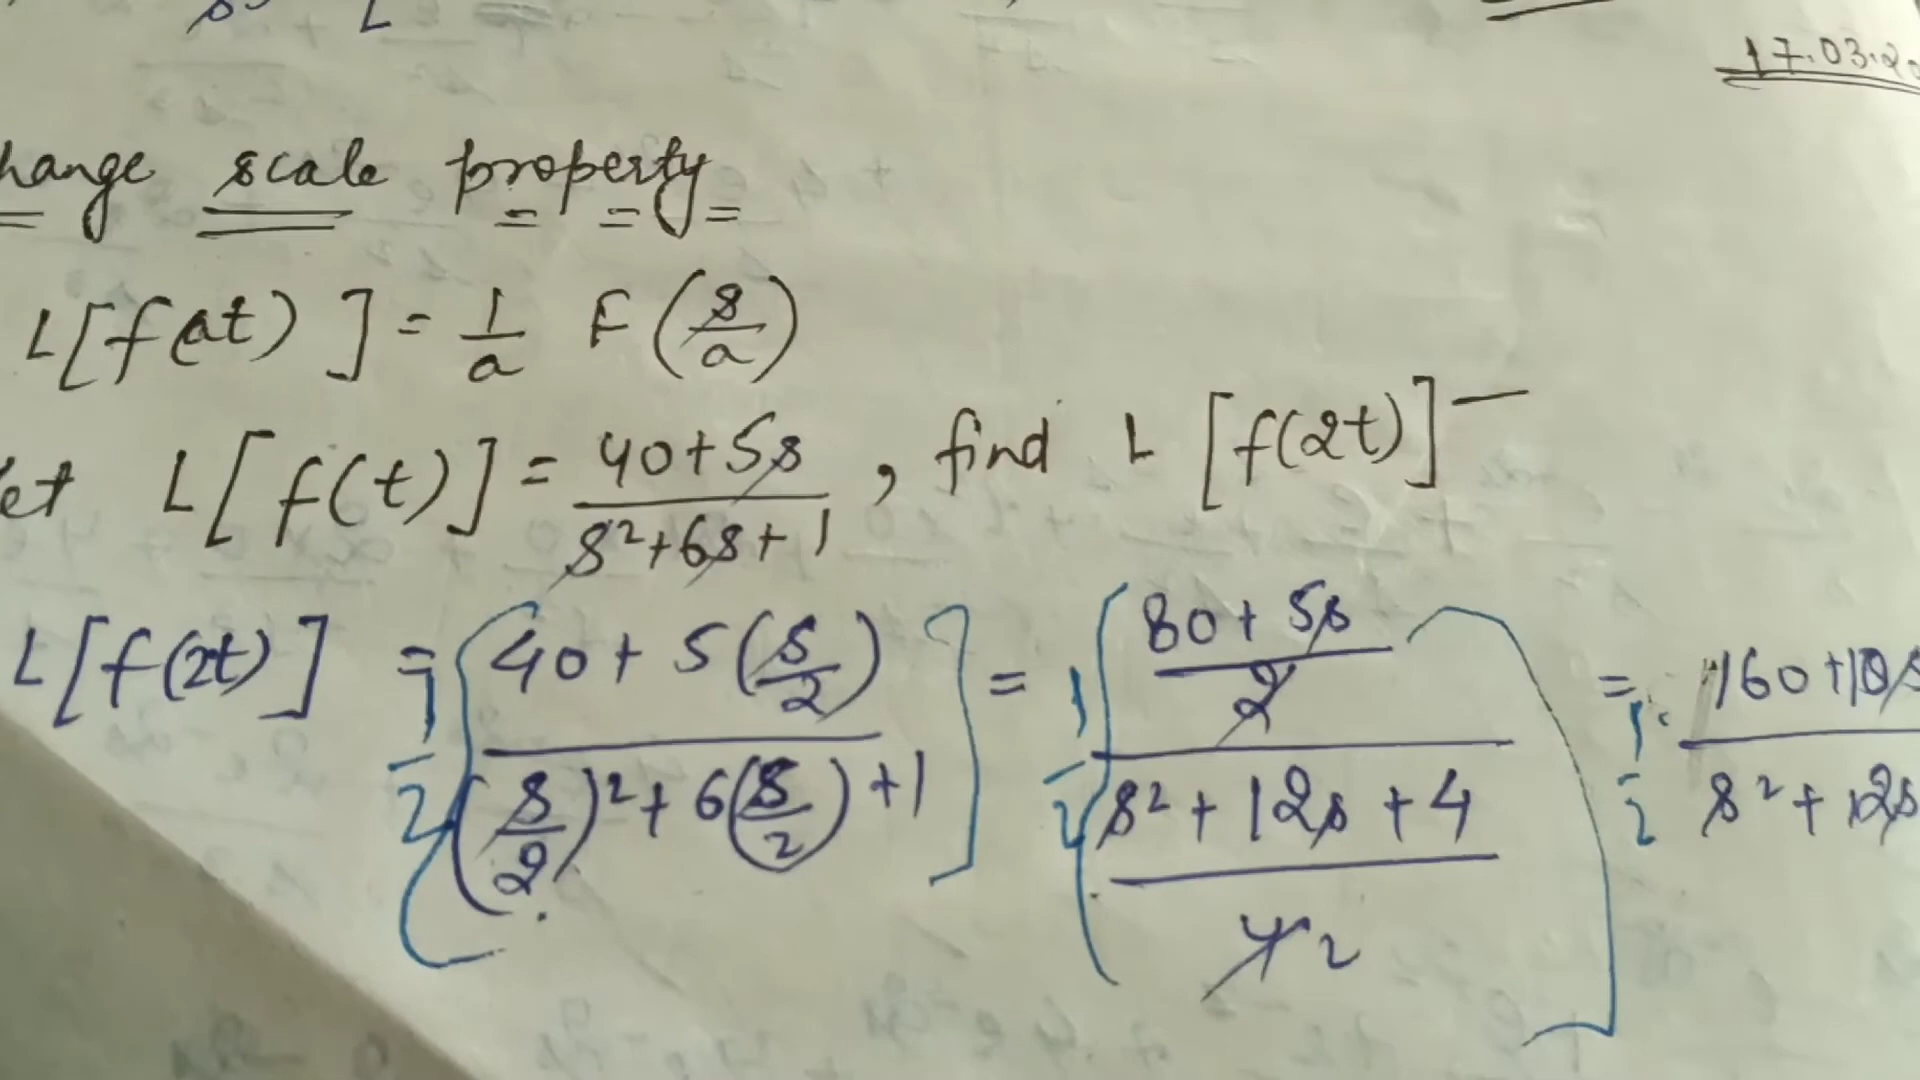 17.03.20
hange scale property
L[f(at)] = 1/a F(s/a)
et L[f(t)] = 40+5s / s²+6s+1 , find L[f(2t)]
L[f(2t)] = 1/2 [40+5(s/2) / (s/2)²+6(s/2)+1] = 1/2 [80+5s / 2 / s²+12s+4 / 4 2] = 1/2 · 160+10s / s²+12s